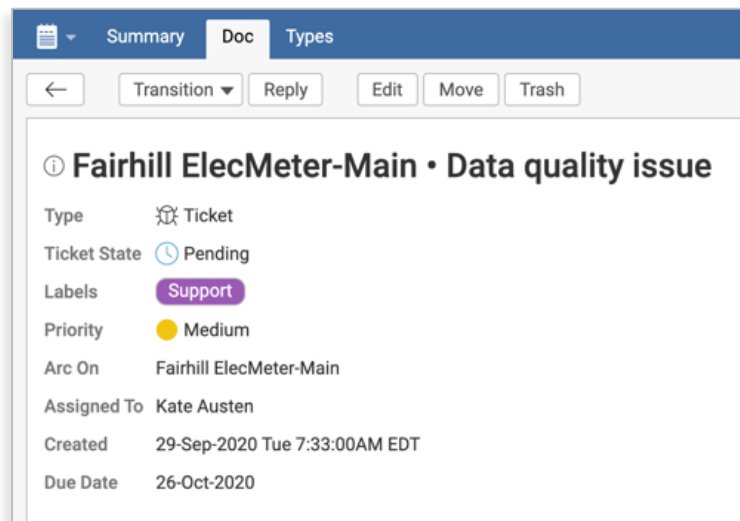 Summary Doc Types
Transition Reply Edit Move Trash
Fairhill ElecMeter-Main • Data quality issue
Type Ticket
Ticket State Pending
Labels Support
Priority Medium
Arc On Fairhill ElecMeter-Main
Assigned To Kate Austen
Created 29-Sep-2020 Tue 7:33:00AM EDT
Due Date 26-Oct-2020